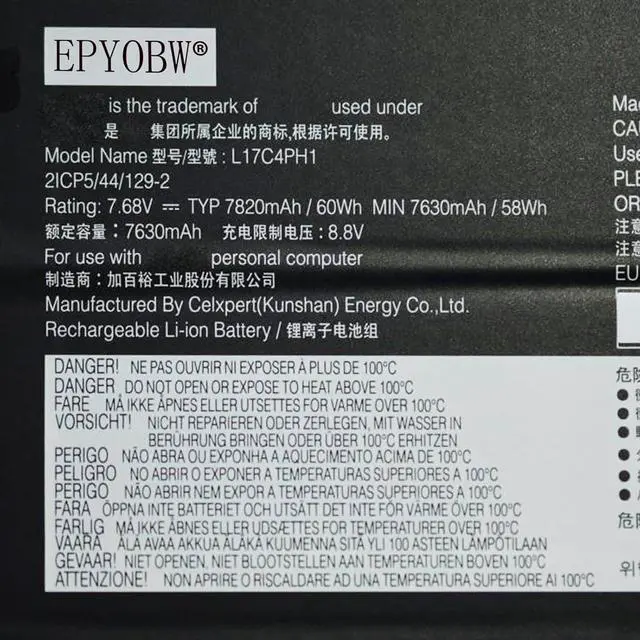 EPYOBW®
is the trademark of used under
是 集团所属企业的商标,根据许可使用。
Model Name 型号/型號 : L17C4PH1
2ICP5/44/129-2
Rating: 7.68V ⎓ TYP 7820mAh / 60Wh MIN 7630mAh / 58Wh
额定容量：7630mAh 充电限制电压：8.8V
For use with personal computer
制造商：加百裕工业股份有限公司
Manufactured By Celxpert(Kunshan) Energy Co.,Ltd.
Rechargeable Li-ion Battery / 锂离子电池组
DANGER! NE PAS OUVRIR NI EXPOSER À PLUS DE 100°C
DANGER DO NOT OPEN OR EXPOSE TO HEAT ABOVE 100°C
FARE MÅ IKKE ÅPNES ELLER UTSETTES FOR VARME OVER 100°C
VORSICHT! NICHT REPARIEREN ODER ZERLEGEN, MIT WASSER IN
BERÜHRUNG BRINGEN ODER ÜBER 100°C ERHITZEN
PERIGO NÃO ABRA OU EXPONHA A AQUECIMENTO ACIMA DE 100°C
PELIGRO NO ABRIR O EXPONER A TEMPERATURAS SUPERIORES A 100°C
PERIGO NÃO ABRIR NEM EXPOR A TEMPERATURAS SUPERIORES A 100°C
FARA ÖPPNA INTE BATTERIET OCH UTSÄTT DET INTE FÖR VÄRME ÖVER 100°C
FARLIG MÅ IKKE ÅBNES ELLER UDSÆTTES FOR TEMPERATURER OVER 100°C
VAARA ÄLÄ AVAA AKKUA ÄLÄKÄ KUUMENNA SITÄ YLI 100 ASTEEN LÄMPÖTILAAN
GEVAAR! NIET OPENEN, NIET BLOOTSTELLEN AAN TEMPERATUREN BOVEN 100°C
ATTENZIONE! NON APRIRE O RISCALDARE AD UNA TEMPERATURA SUPERIORE AI 100°C
Mad
CAU
Use
PLE
OR
注意
注意
EU
危险
危險
위험